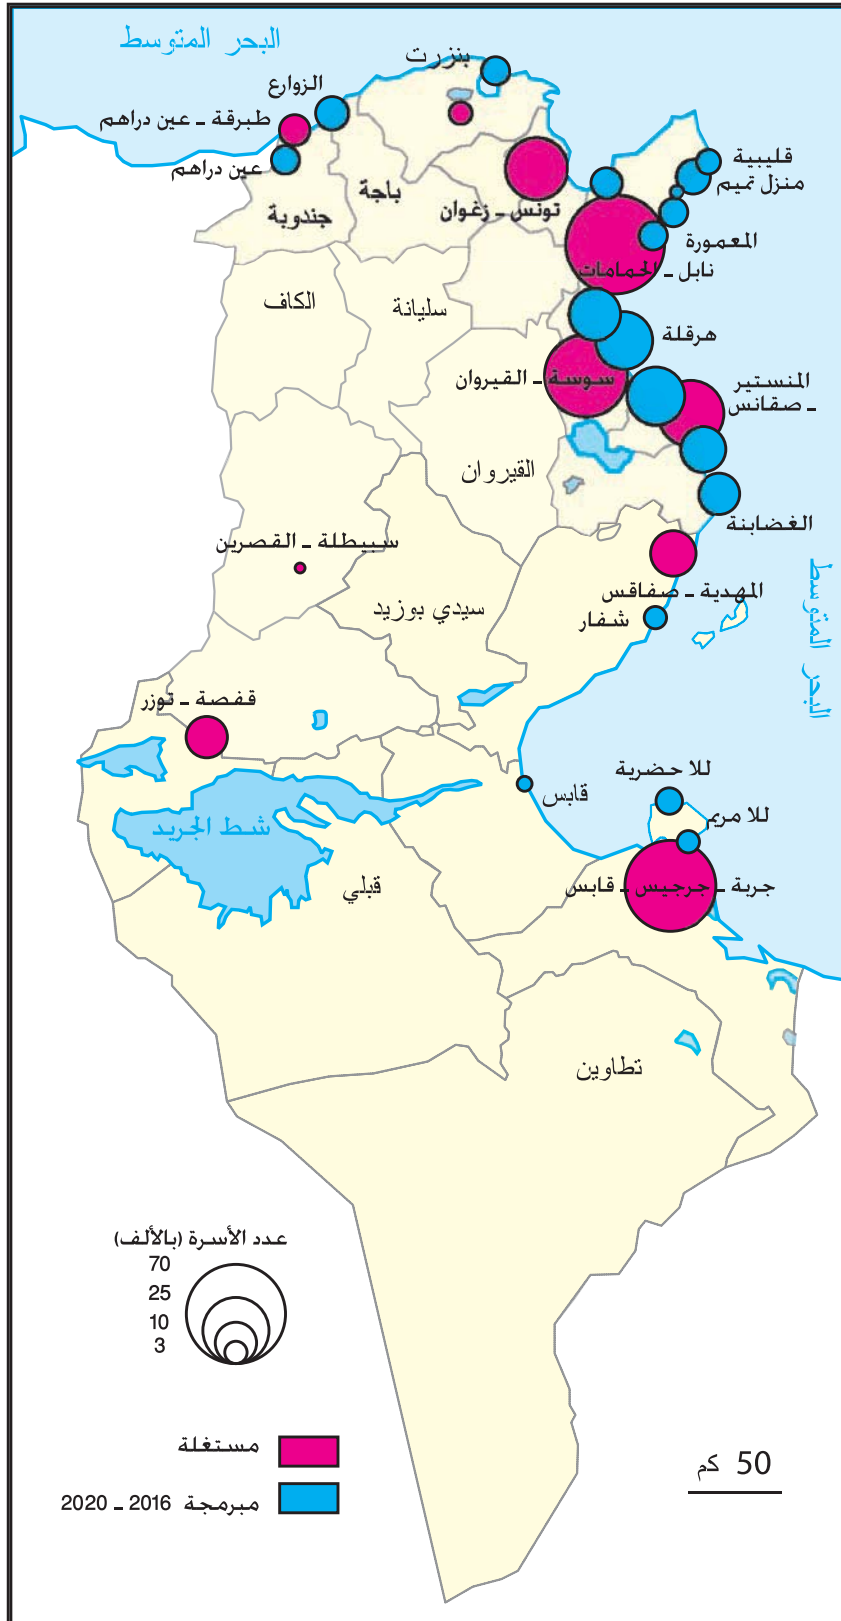 البحر المتوسط
بنزرت
الزوارع
طبرقة - عين دراهم
عين دراهم
قليبية
منزل تميم
باجة
تونس - زغوان
جندوبة
المعمورة
نابل - الحمامات
الكاف
سليانة
هرقلة
سوسة - القيروان
المنستير
- صقانس
القيروان
الغضابنة
سبيطلة - القصرين
المهدية - صفاقس
سيدي بوزيد
شفار
البحر المتوسط
قفصة - توزر
للا حضرية
قابس
للا مريم
شط الجريد
قبلي
جربة - جرجيس - قابس
تطاوين
عدد الأسرة (بالألف)
70
25
10
3
مستغلة
50 كم
مبرمجة 2016 - 2020